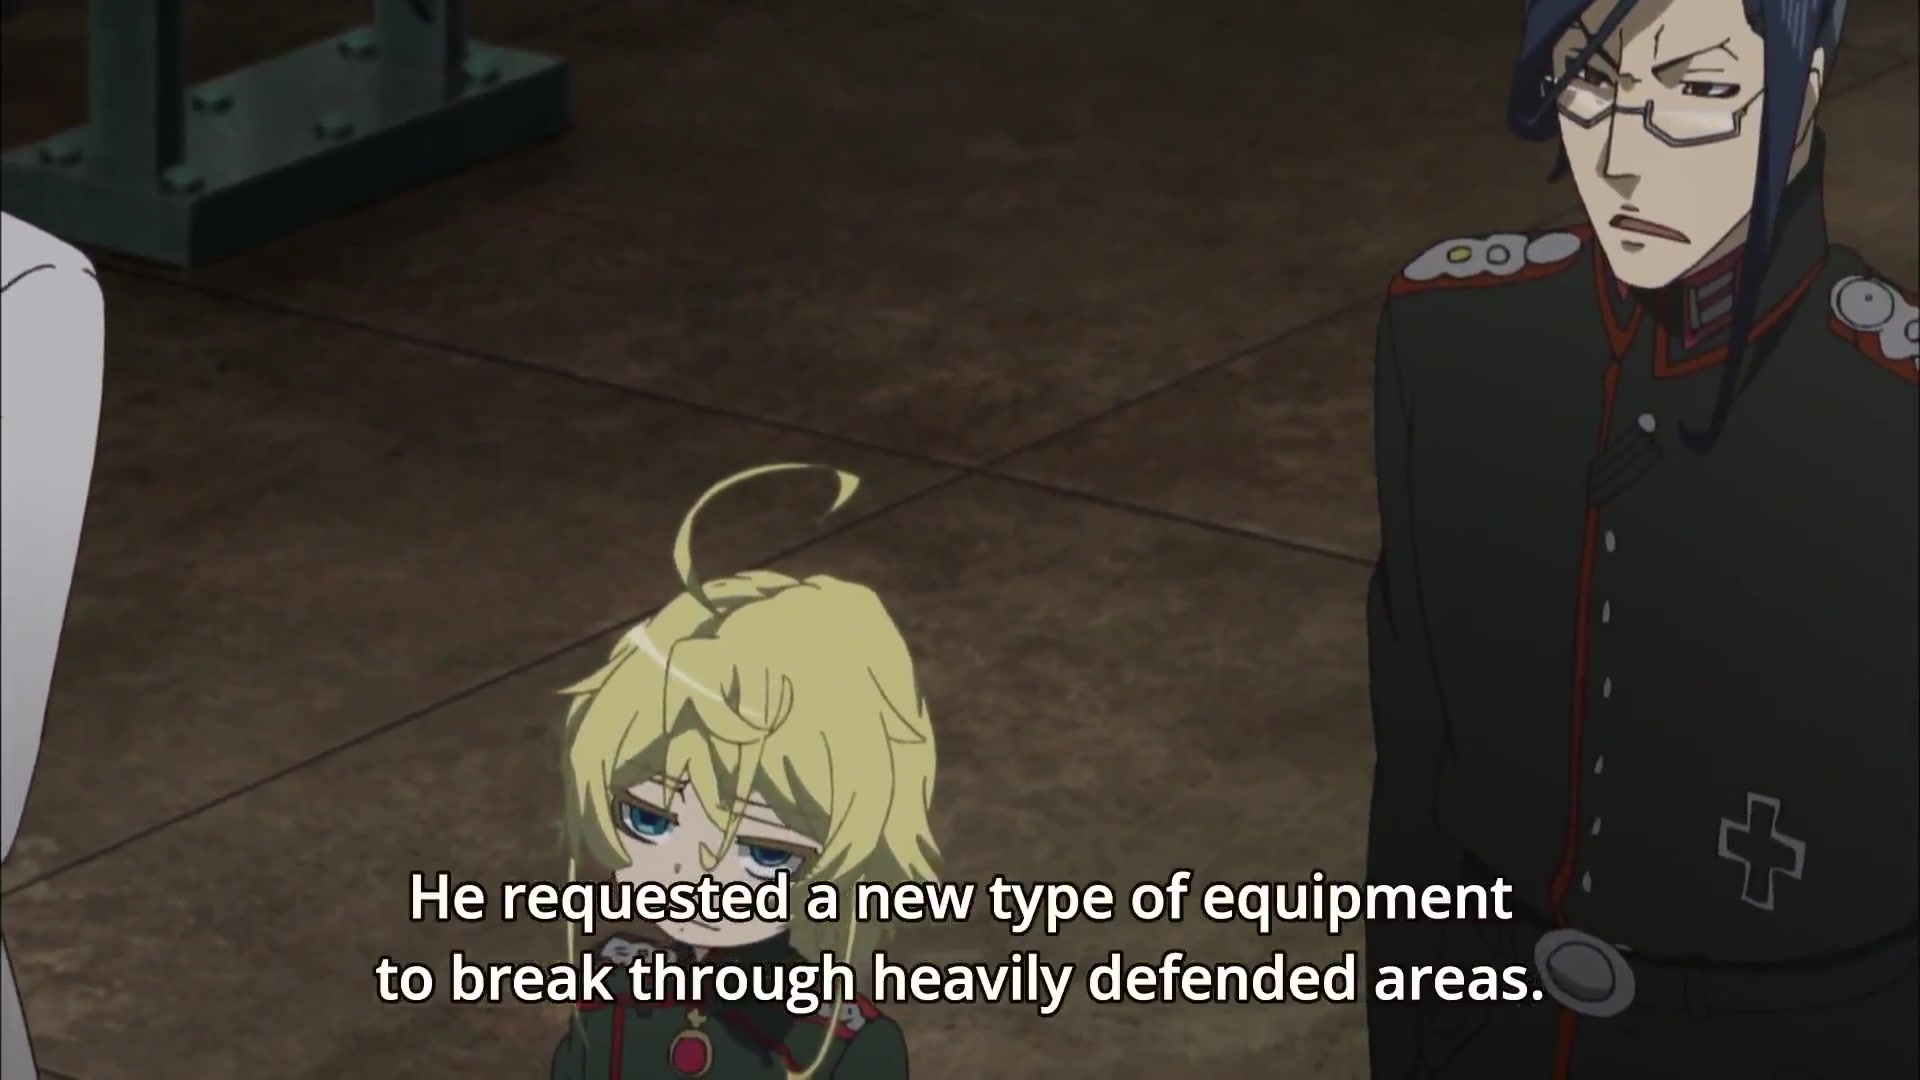 He requested a new type of equipment
to break through heavily defended areas.